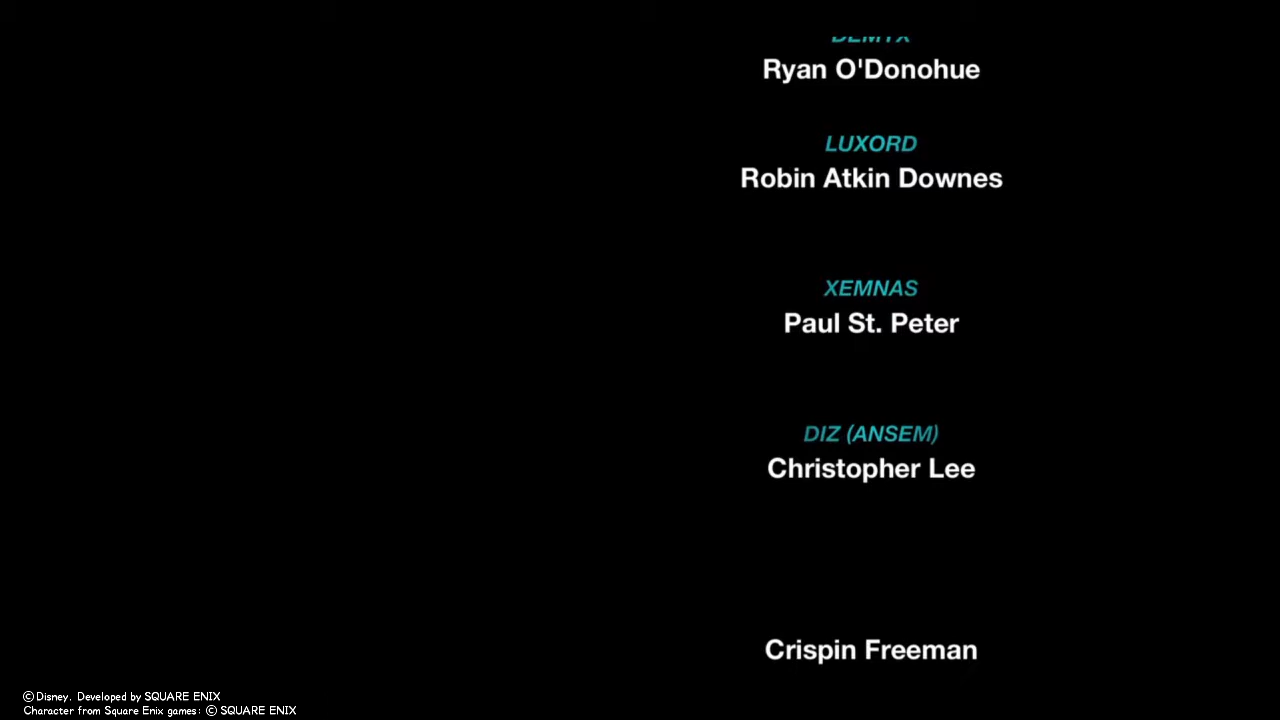 DEMYX
Ryan O'Donohue
LUXORD
Robin Atkin Downes
XEMNAS
Paul St. Peter
DIZ (ANSEM)
Christopher Lee
Crispin Freeman
©Disney. Developed by SQUARE ENIX
Character from Square Enix games: © SQUARE ENIX